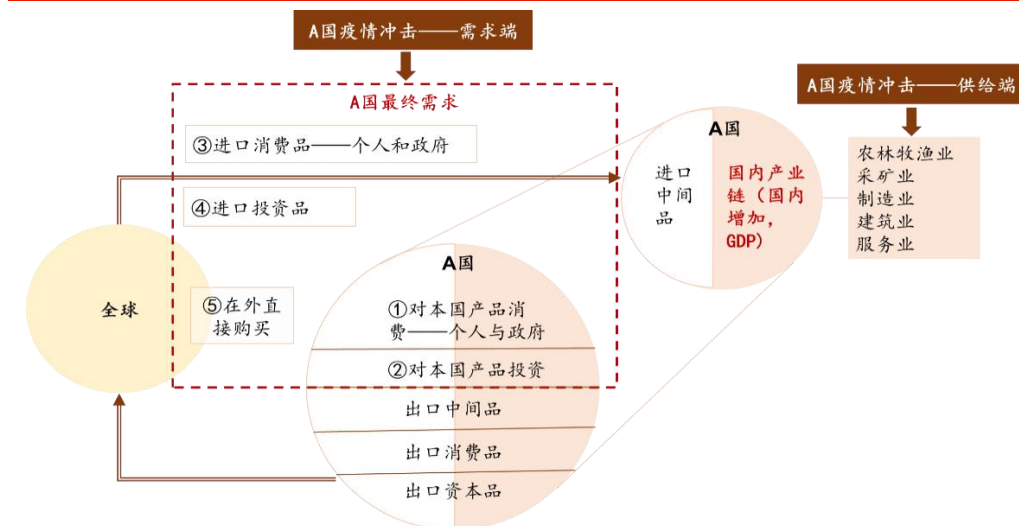 A国疫情冲击——需求端
A国疫情冲击——供给端
A国最终需求
③进口消费品——个人和政府
④进口投资品
⑤在外直
接购买
全球
A国
①对本国产品消
费——个人与政府
②对本国产品投资
出口中间品
出口消费品
出口资本品
A国
进口
中间
品
国内产业
链（国内
增加，
GDP）
农林牧渔业
采矿业
制造业
建筑业
服务业